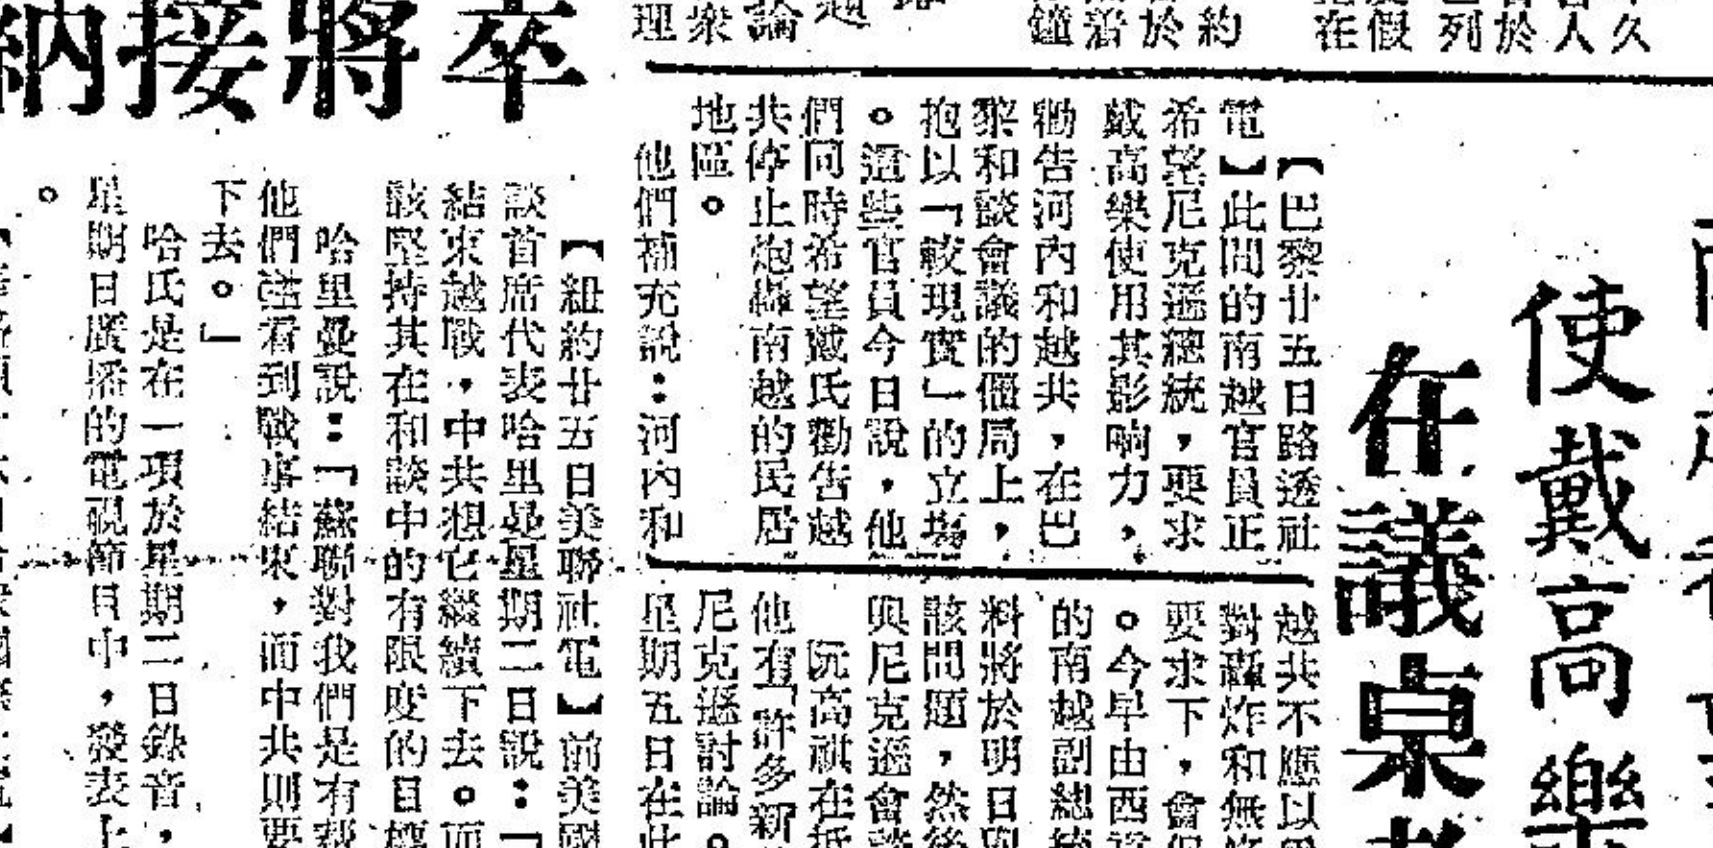 使戴高樂
在議桌
【巴黎廿五日路透社
電】此間的南越官員正
希望尼克遜總統,要求
戴高樂使用其影响力,
勸告河內和越共,在巴
黎和談會議的僵局上,
抱以「較現實」的立塲
。這些官員今日說,他
們同時希望戴氏勸告越
共停止炮轟南越的民居
地區。
他們補充說:河內和
越共不應以
對轟炸和無
要求下,會
。今早由西貢
的南越副總統
料將於明日與
該問題,然後
與尼克遜會談
阮高祺在抵
他有「許多新
尼克遜討論。
星期五日在此
卒將接納
【紐約廿五日美聯社電】前美國
談首席代表哈里曼星期二日說:「
結束越戰,中共想它繼續下去。而
該堅持其在和談中的有限度的目標
哈里曼說:「蘇聯對我們是有
他們渴看到戰事結束,而中共則要
下去。」
哈氏是在一項於星期二日錄音,
星期日廣播的電視節目中,發表上
。
理衆論題
鐘着於約
在假
列於人久